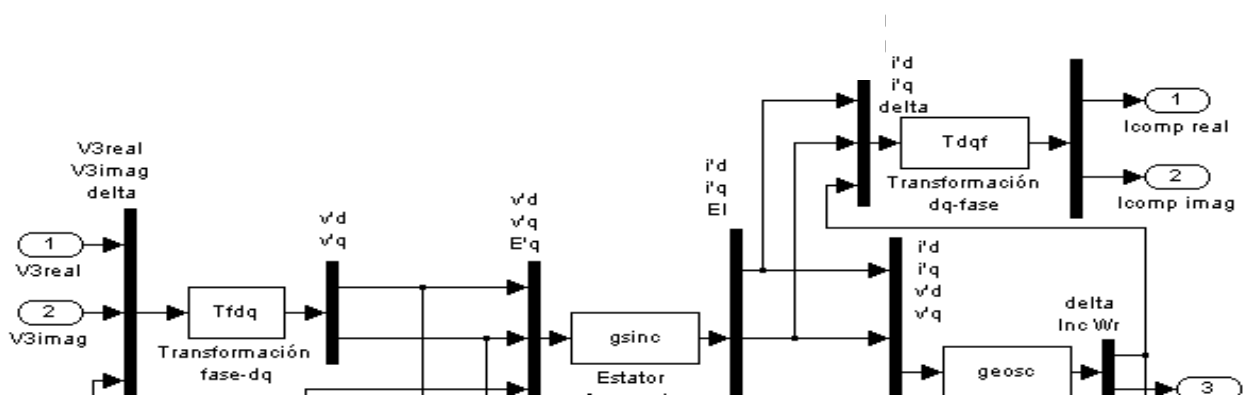 V3real
V3imag
delta
1
V3real
2
V3imag
Tfdq
Transformación
fase-dq
v'd
v'q
v'd
v'q
E'q
gsinc
Estator
i'd
i'q
EI
i'd
i'q
delta
Tdqf
Transformación
dq-fase
1
Icomp real
2
Icomp imag
i'd
i'q
v'd
v'q
geosc
delta
Inc Wr
3